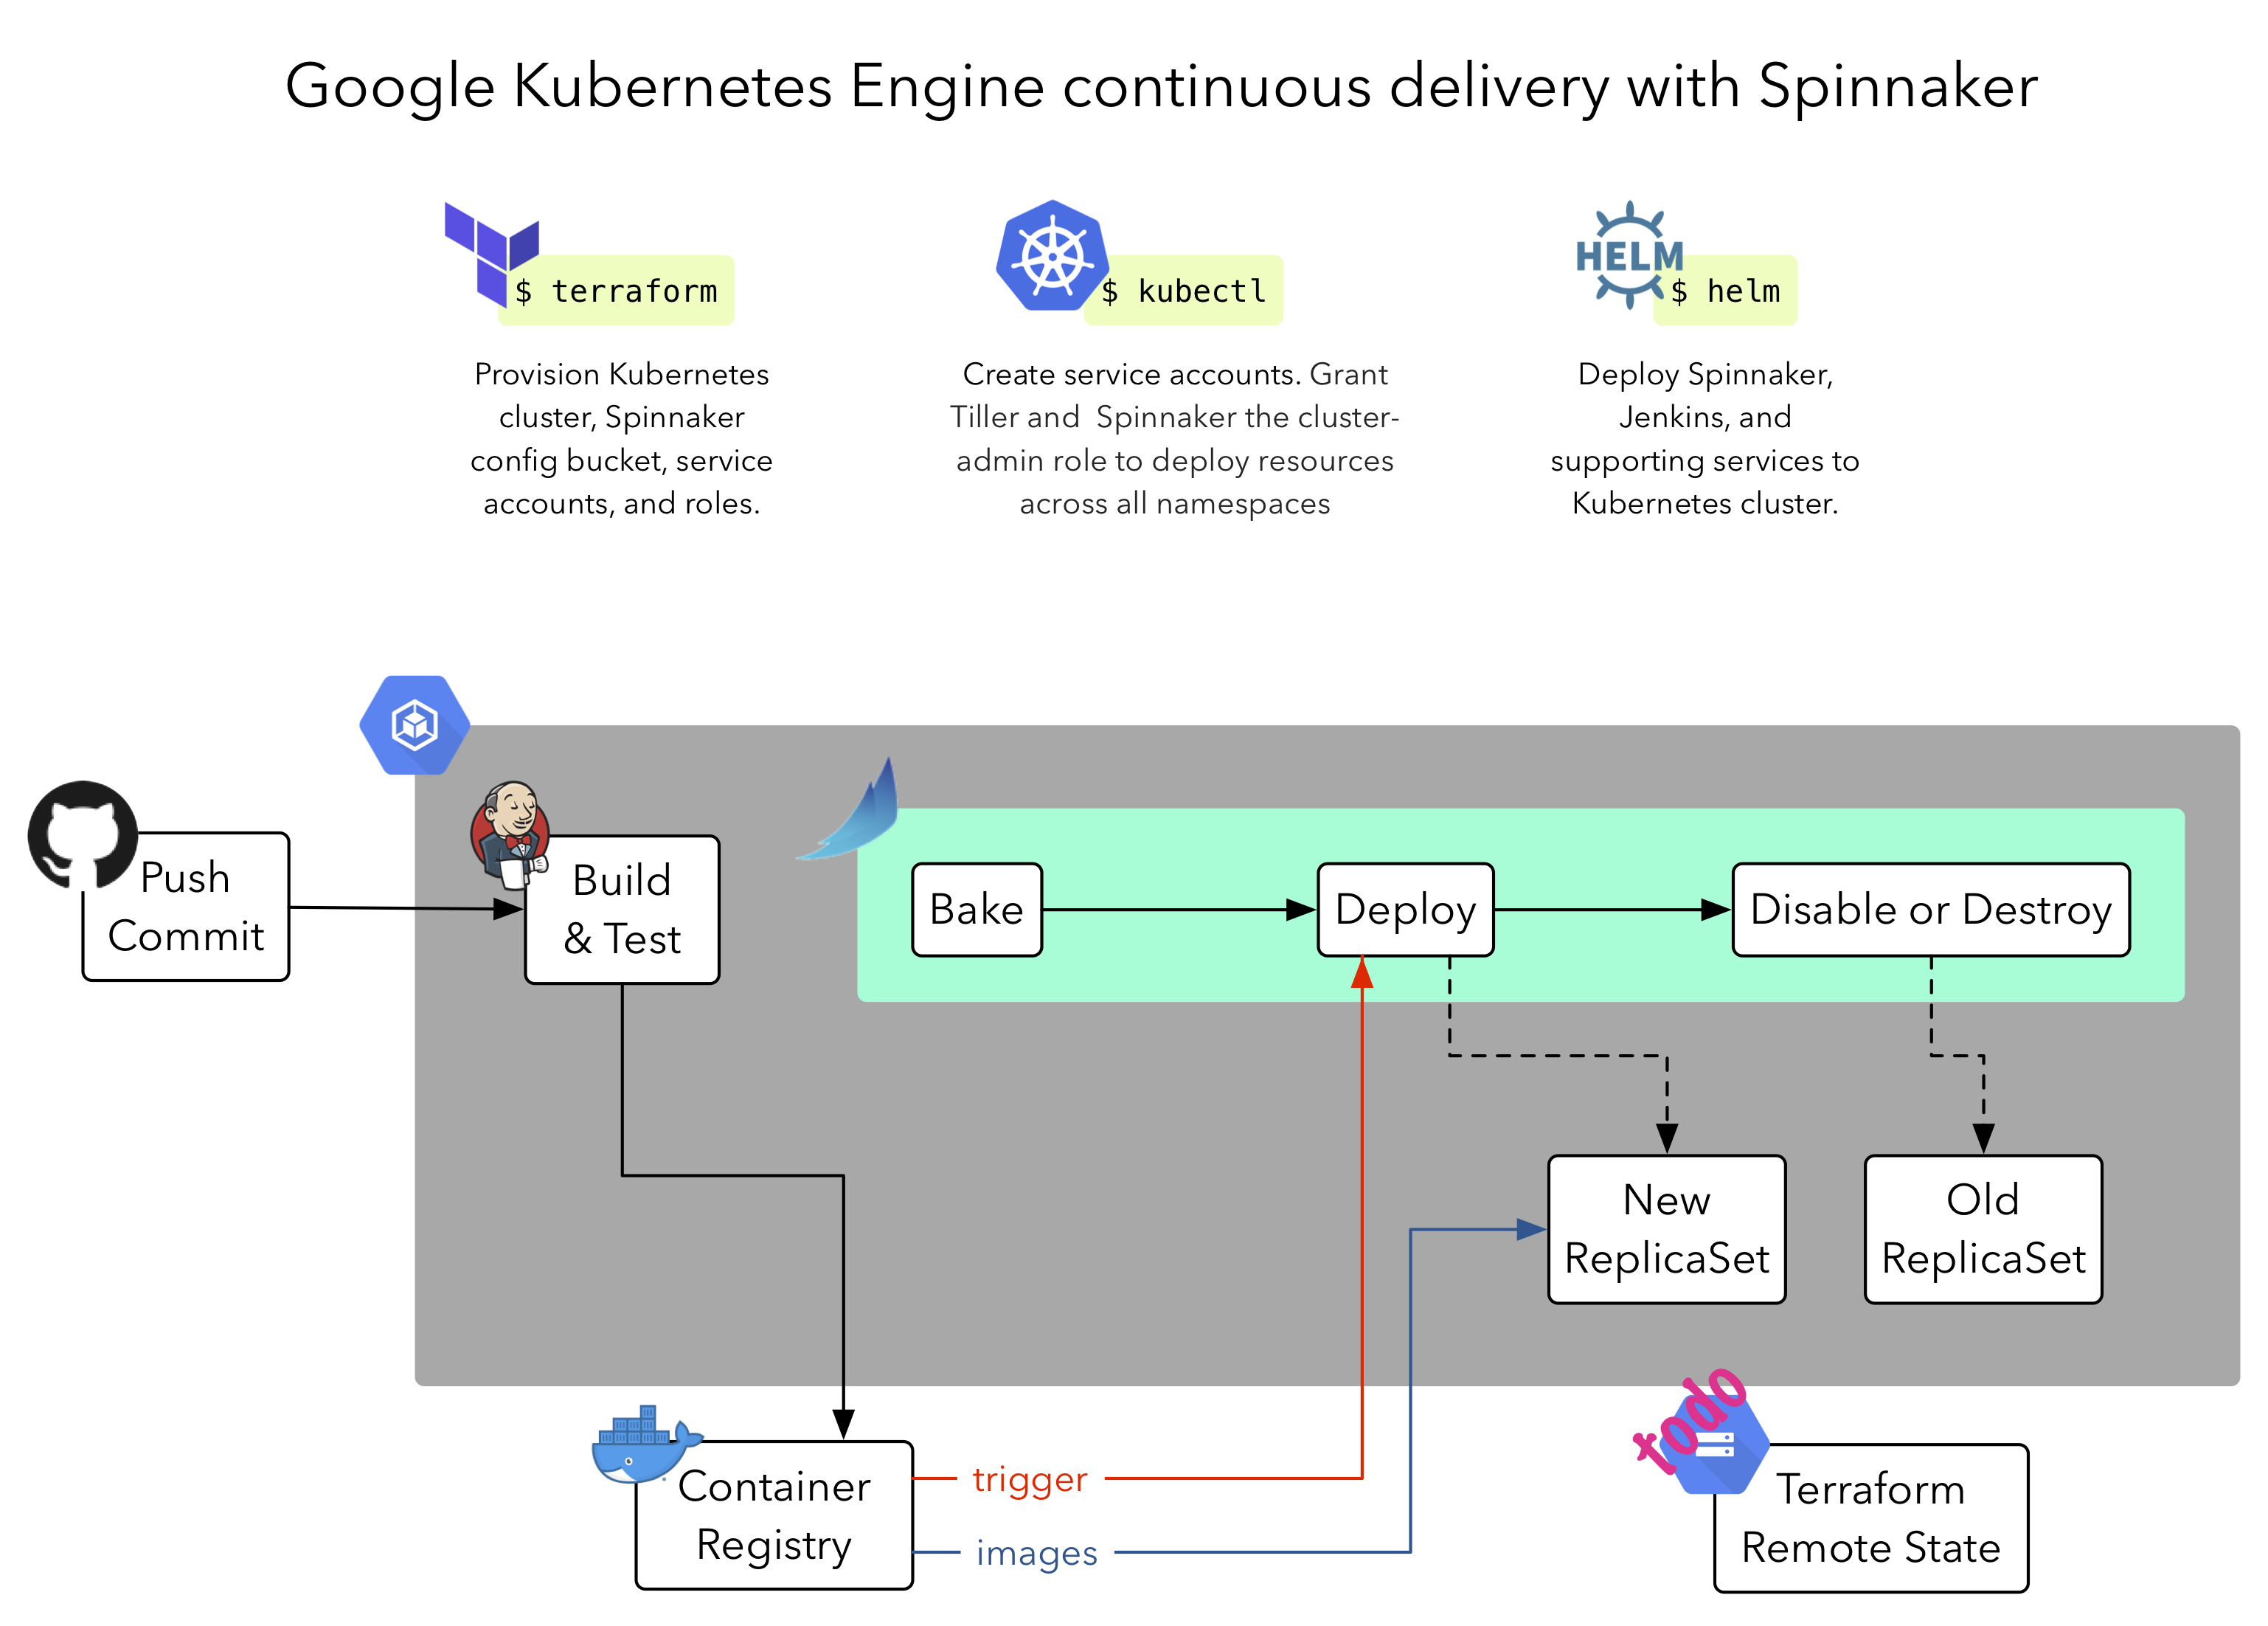 Google Kubernetes Engine continuous delivery with Spinnaker
$ terraform
Provision Kubernetes
cluster, Spinnaker
config bucket, service
accounts, and roles.
$ kubectl
Create service accounts. Grant
Tiller and  Spinnaker the cluster-
admin role to deploy resources
across all namespaces
HELM
$ helm
Deploy Spinnaker,
Jenkins, and
supporting services to
Kubernetes cluster.
Push
Commit
Build
& Test
Bake
Deploy
Disable or Destroy
New
ReplicaSet
Old
ReplicaSet
Container
Registry
trigger
images
todo
Terraform
Remote State